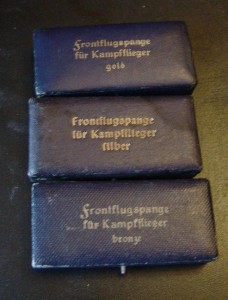 Frontflugspange
für Kampfflieger
gold
Frontflugspange
für Kampfflieger
silber
Frontflugspange
für Kampfflieger
bronze